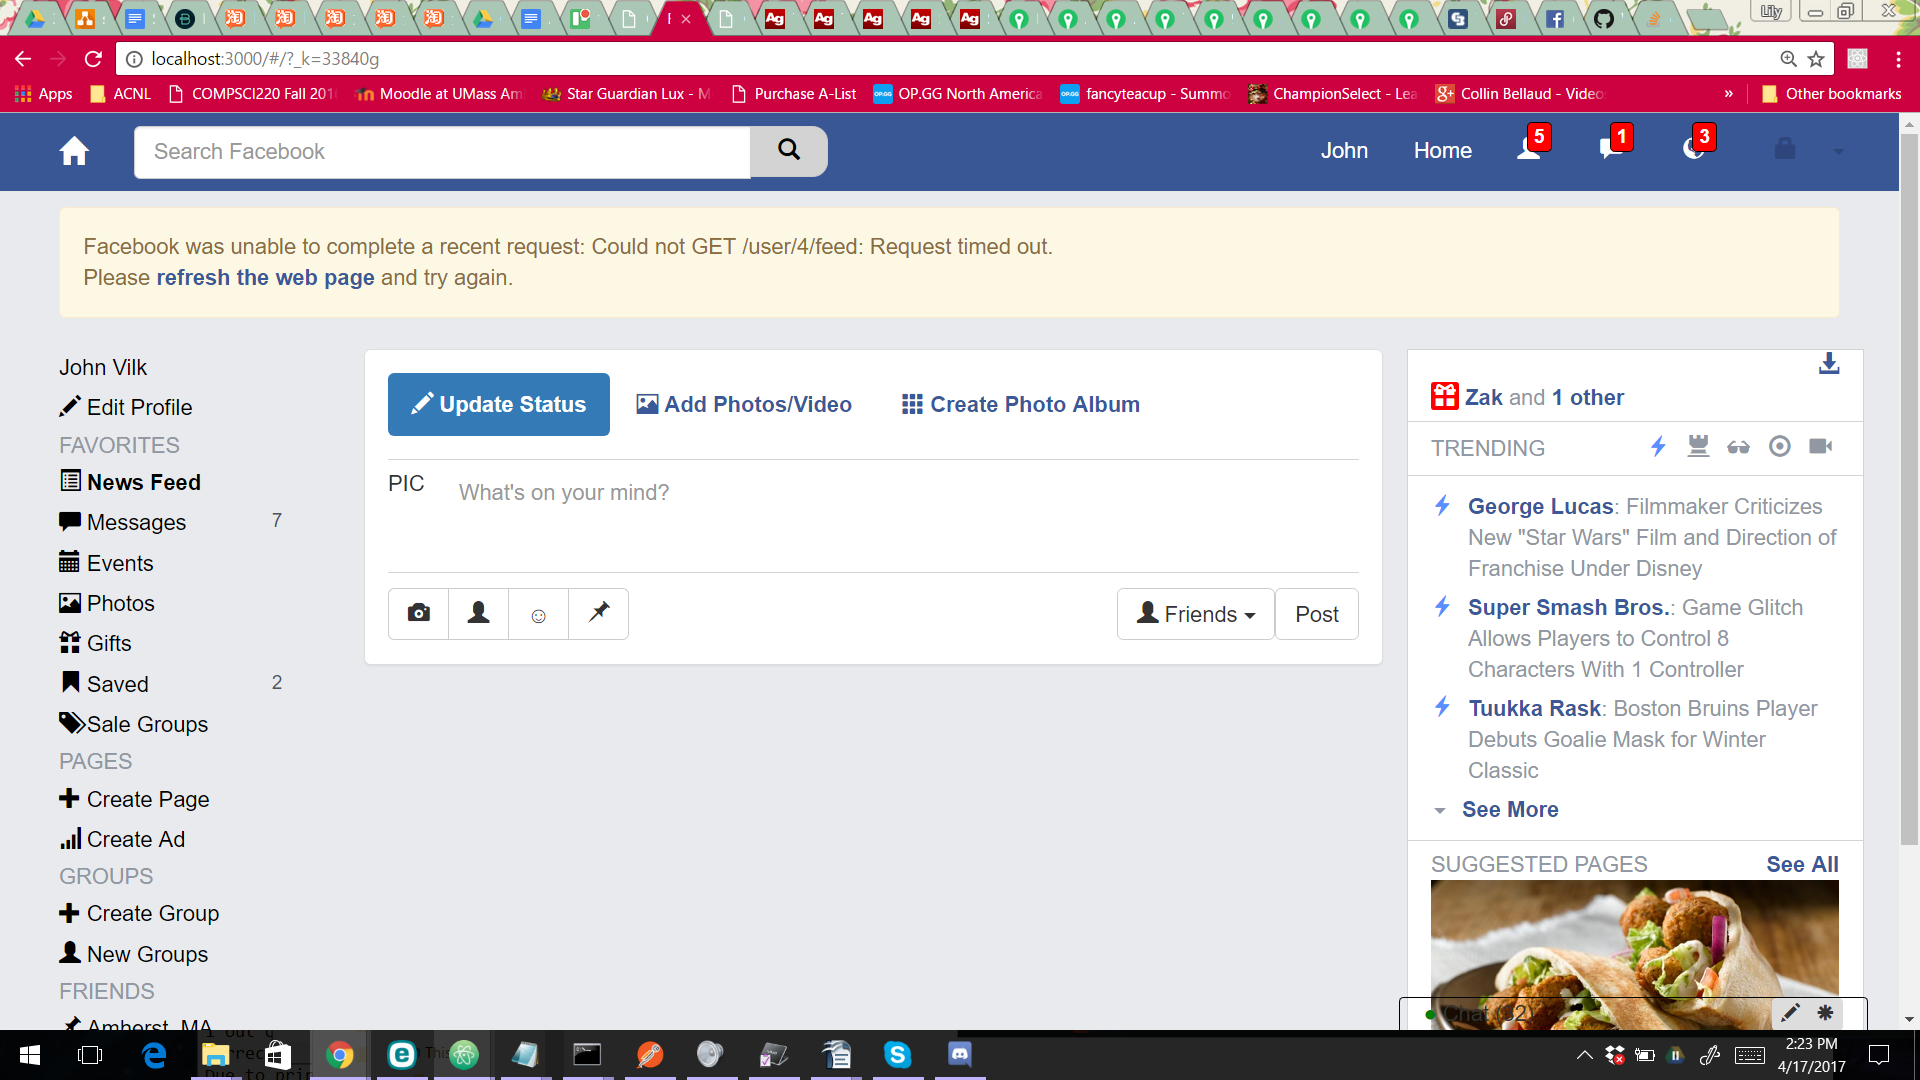 Lily
localhost:3000/#/?_k=33840g
Apps
ACNL
COMPSCI220 Fall 201
Moodle at UMass Am
Star Guardian Lux - M
Purchase A-List
OP.GG North America
fancyteacup - Summo
ChampionSelect - Lea
Collin Bellaud - Video
»
Other bookmarks
Search Facebook
John
Home
5
1
3
Facebook was unable to complete a recent request: Could not GET /user/4/feed: Request timed out.
Please refresh the web page and try again.
John Vilk
Edit Profile
FAVORITES
News Feed
Messages 7
Events
Photos
Gifts
Saved 2
Sale Groups
PAGES
Create Page
Create Ad
GROUPS
Create Group
New Groups
FRIENDS
Amherst, MA
Update Status
Add Photos/Video
Create Photo Album
PIC
What's on your mind?
Friends
Post
Zak and 1 other
TRENDING
George Lucas: Filmmaker Criticizes
New "Star Wars" Film and Direction of
Franchise Under Disney
Super Smash Bros.: Game Glitch
Allows Players to Control 8
Characters With 1 Controller
Tuukka Rask: Boston Bruins Player
Debuts Goalie Mask for Winter
Classic
See More
SUGGESTED PAGES
See All
Chat (32)
2:23 PM
4/17/2017